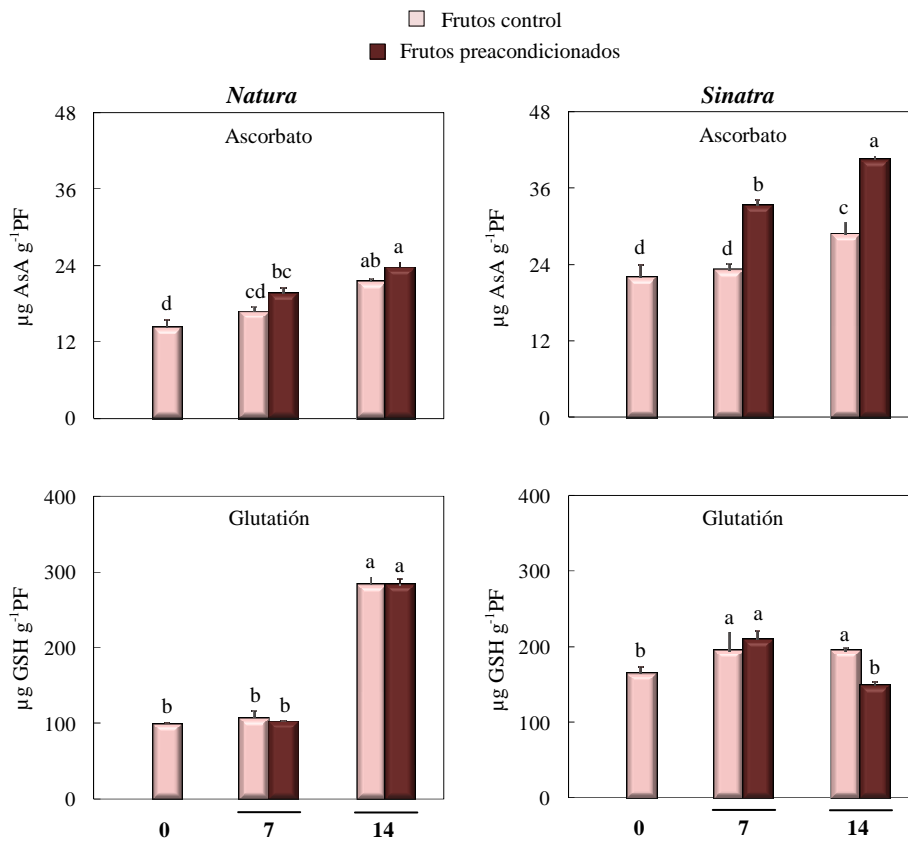 Frutos control
Frutos preacondicionados
Natura
Sinatra
48
36
24
12
0
µg AsA g⁻¹PF
Ascorbato
d
cd
bc
ab
a
48
36
24
12
0
µg AsA g⁻¹PF
Ascorbato
d
d
b
c
a
400
300
200
100
0
µg GSH g⁻¹PF
Glutatión
b
b
b
a
a
0
7
14
400
300
200
100
0
µg GSH g⁻¹PF
Glutatión
b
a
a
a
b
0
7
14